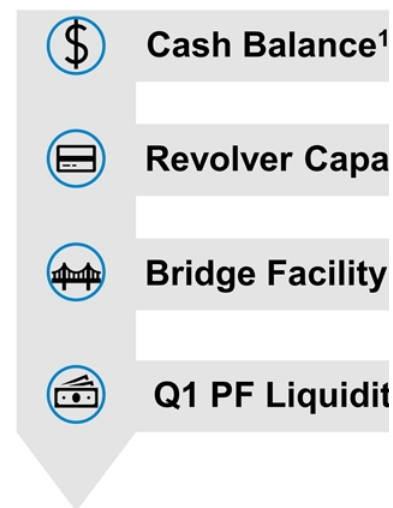 Cash Balance¹
Revolver Capa
Bridge Facility
Q1 PF Liquidit